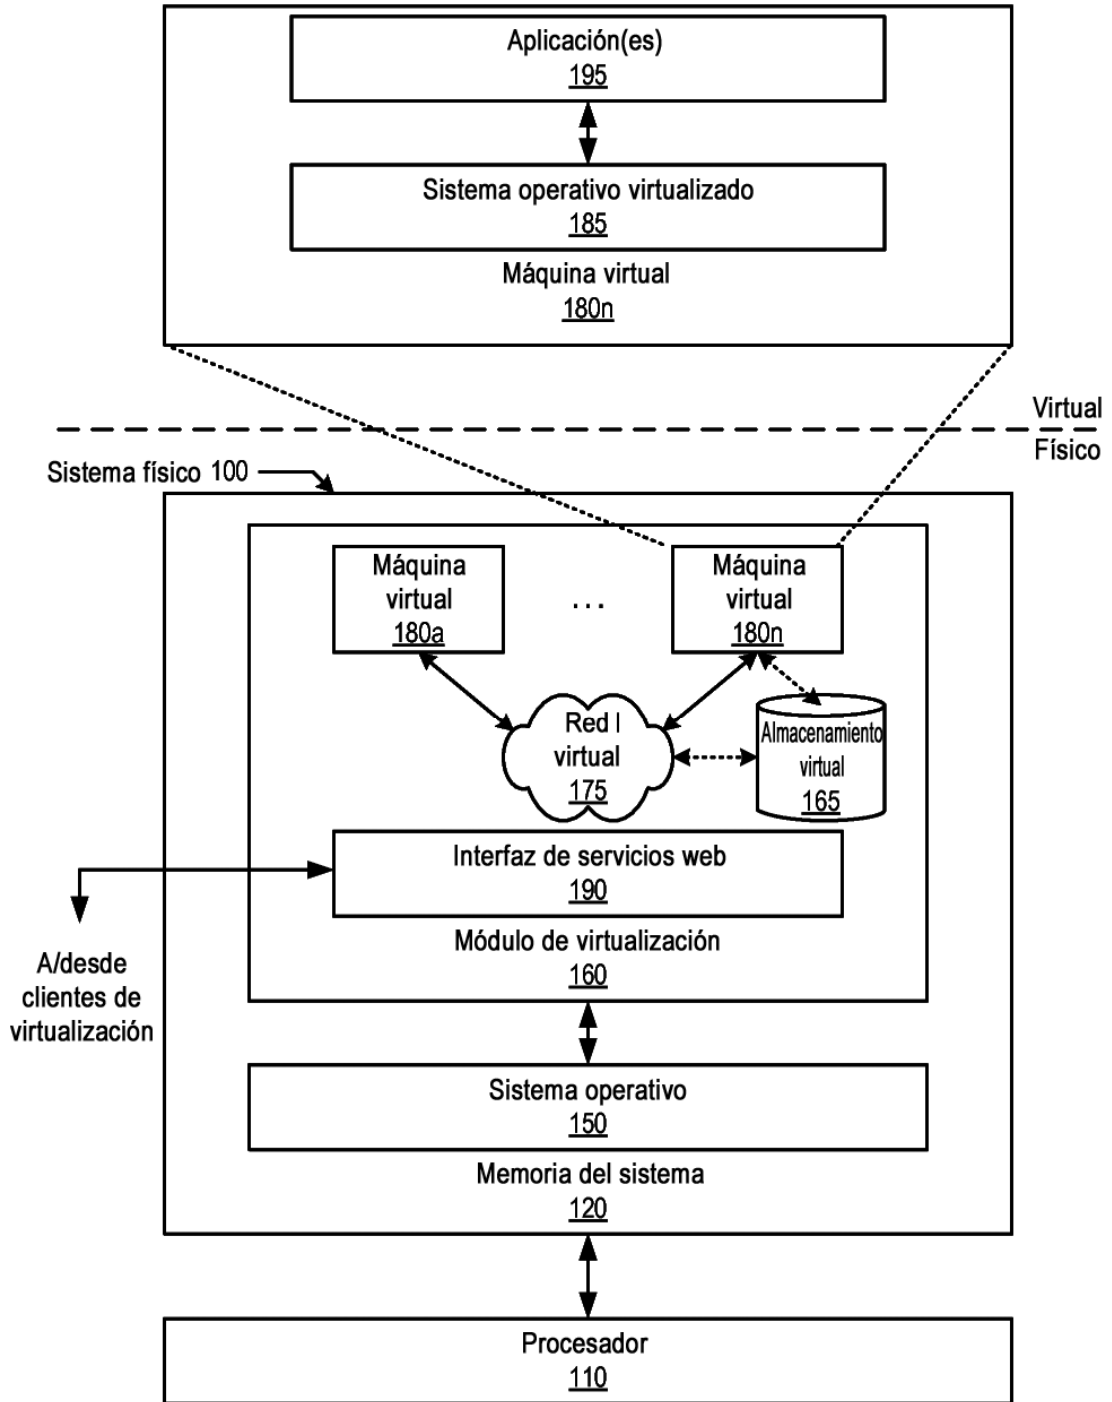 Aplicación(es)
195
Sistema operativo virtualizado
185
Máquina virtual
180n
Virtual
Físico
Sistema físico 100
Máquina
virtual
180a
...
Máquina
virtual
180n
Red I
virtual
175
Almacenamiento
virtual
165
Interfaz de servicios web
190
Módulo de virtualización
160
A/desde
clientes de
virtualización
Sistema operativo
150
Memoria del sistema
120
Procesador
110